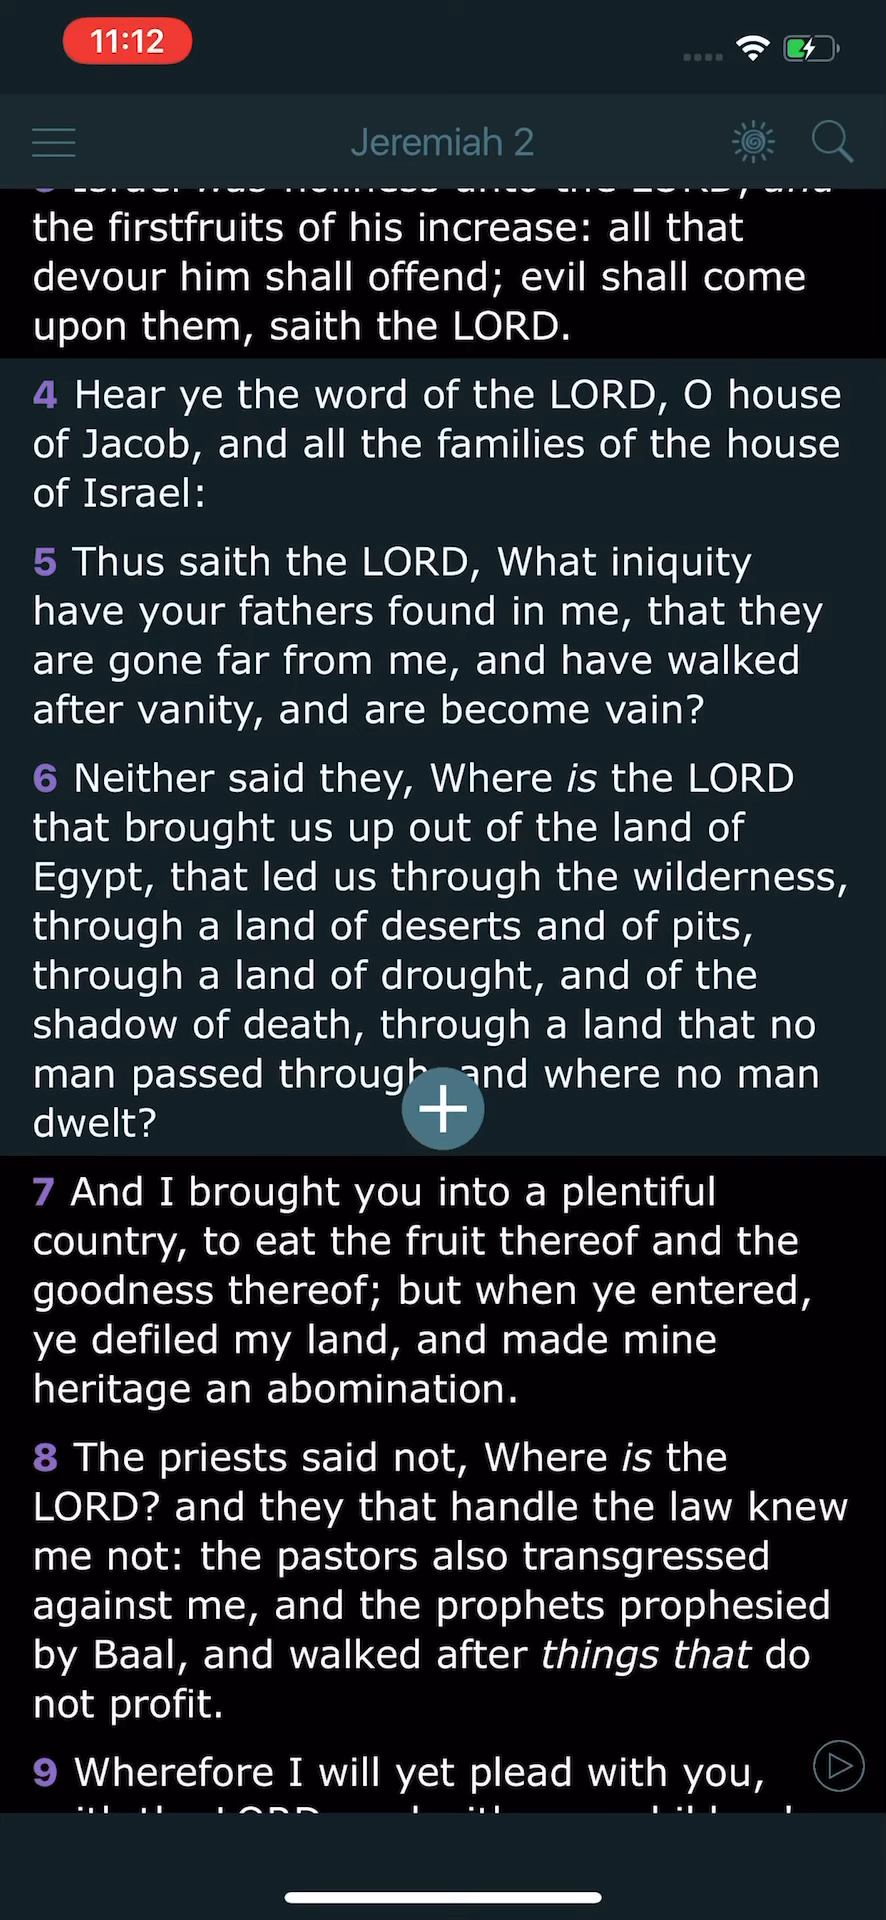 11:12
Jeremiah 2
the firstfruits of his increase: all that
devour him shall offend; evil shall come
upon them, saith the LORD.
4 Hear ye the word of the LORD, O house
of Jacob, and all the families of the house
of Israel:
5 Thus saith the LORD, What iniquity
have your fathers found in me, that they
are gone far from me, and have walked
after vanity, and are become vain?
6 Neither said they, Where is the LORD
that brought us up out of the land of
Egypt, that led us through the wilderness,
through a land of deserts and of pits,
through a land of drought, and of the
shadow of death, through a land that no
man passed through, and where no man
dwelt?
7 And I brought you into a plentiful
country, to eat the fruit thereof and the
goodness thereof; but when ye entered,
ye defiled my land, and made mine
heritage an abomination.
8 The priests said not, Where is the
LORD? and they that handle the law knew
me not: the pastors also transgressed
against me, and the prophets prophesied
by Baal, and walked after things that do
not profit.
9 Wherefore I will yet plead with you,